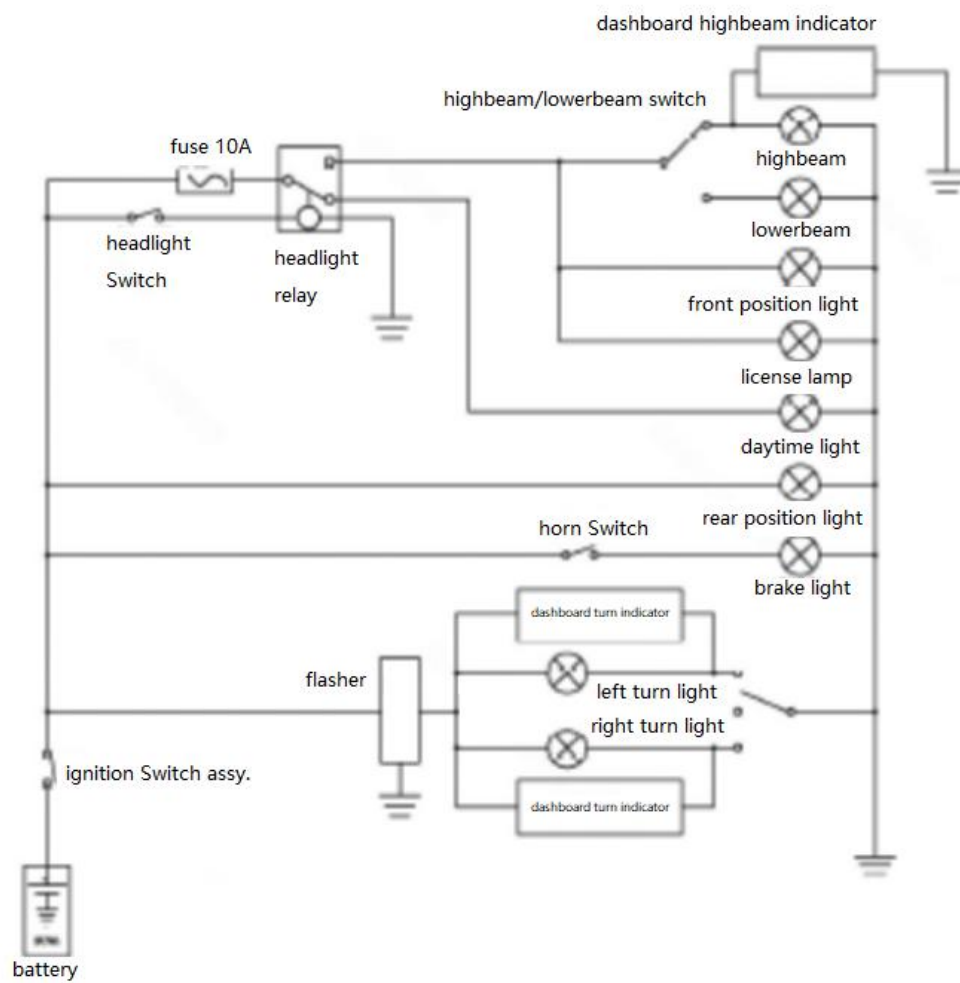 dashboard highbeam indicator
highbeam/lowerbeam switch
fuse 10A
highbeam
headlight
Switch
headlight
relay
lowerbeam
front position light
license lamp
daytime light
rear position light
horn Switch
brake light
dashboard turn indicator
flasher
left turn light
right turn light
ignition Switch assy.
dashboard turn indicator
battery